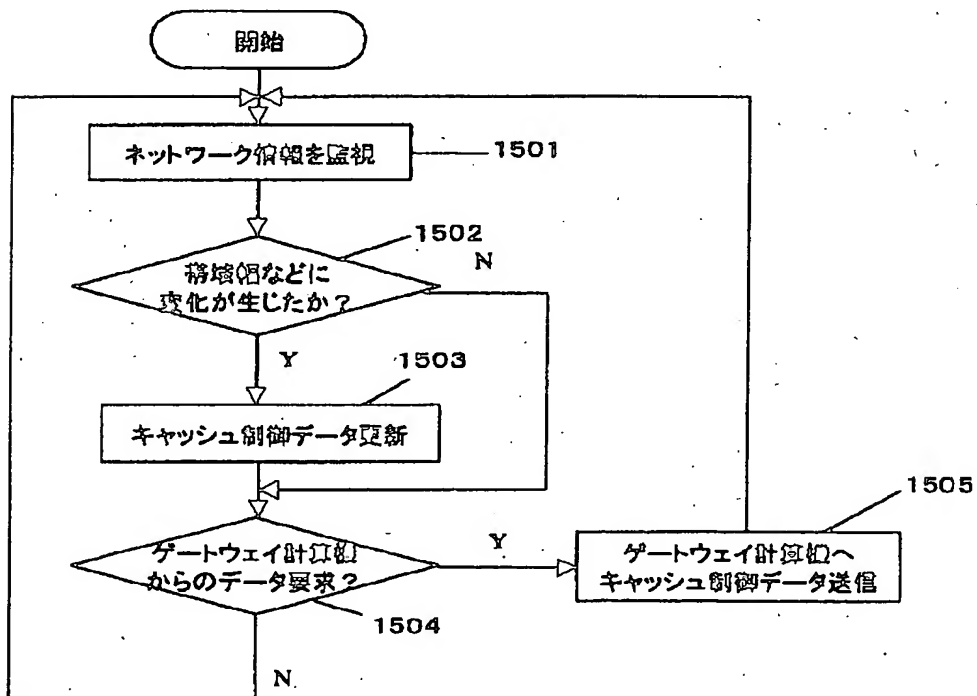 開始
ネットワーク情報を監視
1501
1502
帯域幅などに
変化が生じたか?
N
Y
1503
キャッシュ制御データ更新
1505
ゲートウェイ計算機
からのデータ要求?
Y
ゲートウェイ計算機へ
キャッシュ制御データ送信
1504
N